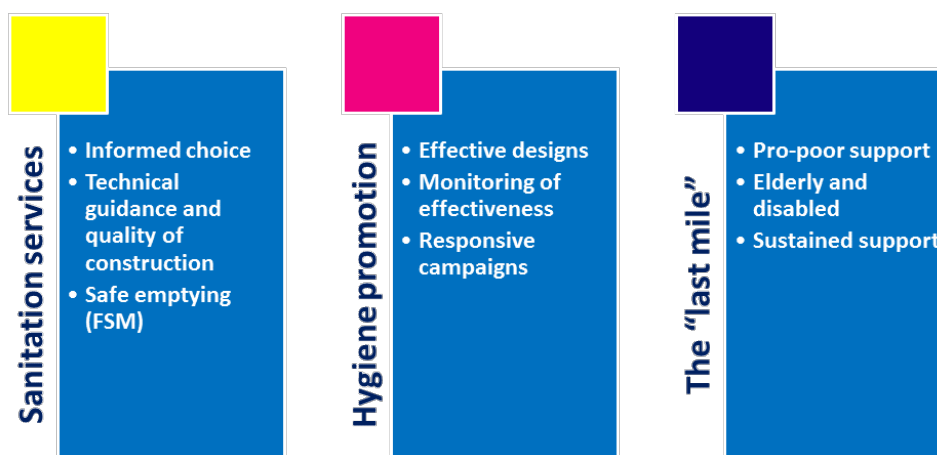 Sanitation services
• Informed choice
• Technical
guidance and
quality of
construction
• Safe emptying
(FSM)
Hygiene promotion
• Effective designs
• Monitoring of
effectiveness
• Responsive
campaigns
The “last mile”
• Pro-poor support
• Elderly and
disabled
• Sustained support